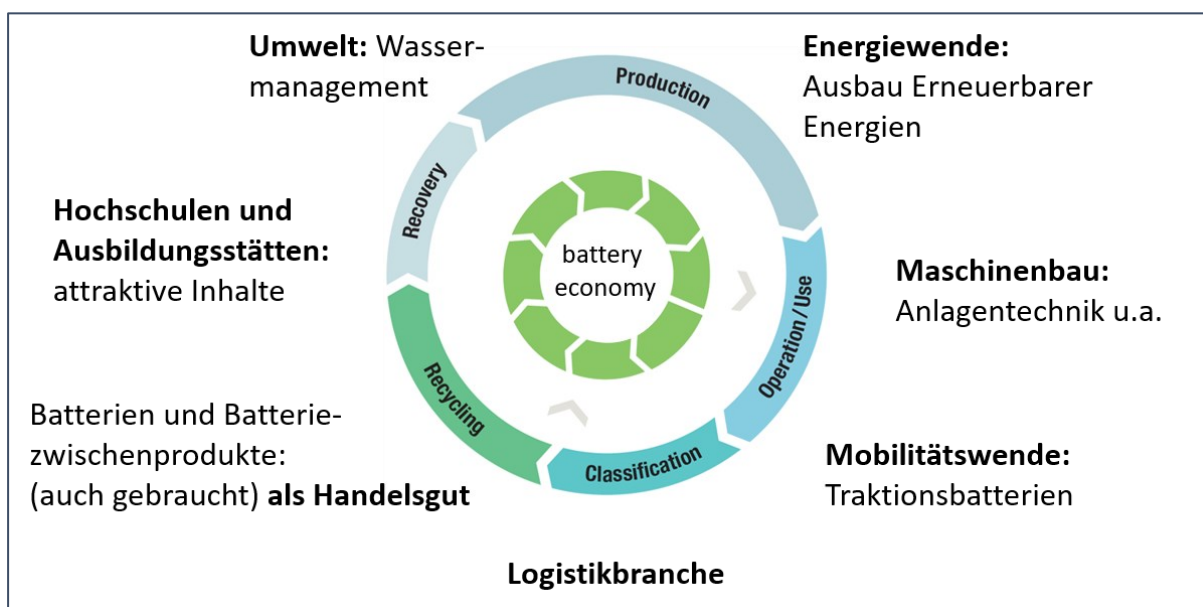 Umwelt: Wasser-
management
Energiewende:
Ausbau Erneuerbarer
Energien
Production
Recovery
Hochschulen und
Ausbildungsstätten:
attraktive Inhalte
battery
economy
Maschinenbau:
Anlagentechnik u.a.
Operation / Use
Recycling
Batterien und Batterie-
zwischenprodukte:
(auch gebraucht) als Handelsgut
Classification
Mobilitätswende:
Traktionsbatterien
Logistikbranche